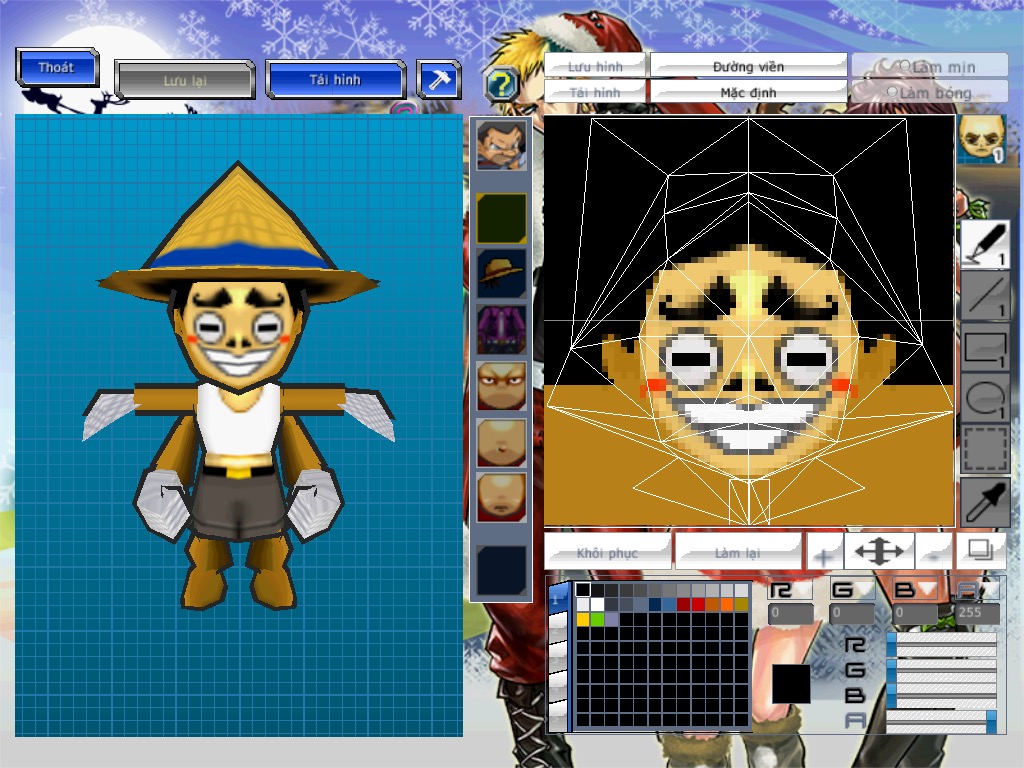 Thoát
Lưu lại
Tải hình
?
Lưu hình
Đường viền
Làm mịn
Tải hình
Mặc định
Làm bóng
1
1
1
1
1
Khôi phục
Làm lại
1
R
G
B
A
0
0
0
255
R
G
B
A